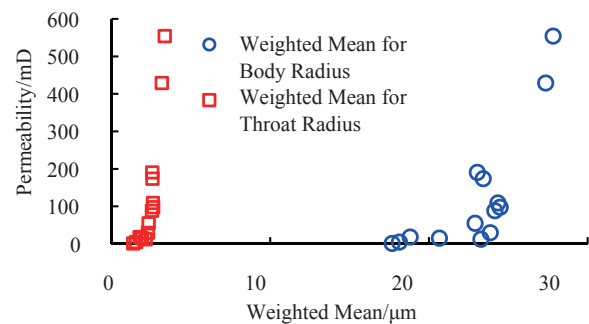 600
500
400
300
200
100
0
Permeability/mD
Weighted Mean for
Body Radius
Weighted Mean for
Throat Radius
0 10 20 30
Weighted Mean/μm